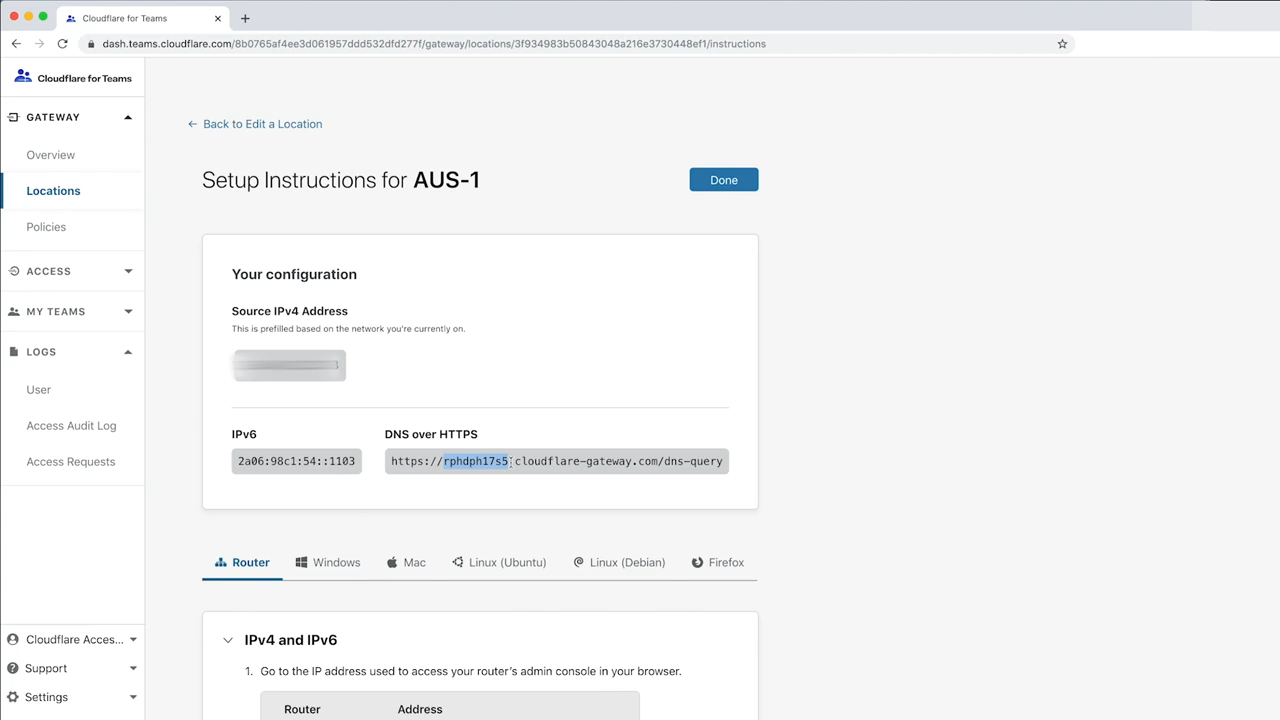 Cloudflare for Teams
dash.teams.cloudflare.com/8b0765af4ee3d061957ddd532dfd277f/gateway/locations/3f934983b50843048a216e3730448ef1/instructions
Cloudflare for Teams
GATEWAY
Overview
Locations
Policies
ACCESS
MY TEAMS
LOGS
User
Access Audit Log
Access Requests
Cloudflare Acces...
Support
Settings
← Back to Edit a Location
Setup Instructions for AUS-1
Done
Your configuration
Source IPv4 Address
This is prefilled based on the network you're currently on.
IPv6
DNS over HTTPS
2a06:98c1:54::1103
https://rphdph17s5.cloudflare-gateway.com/dns-query
Router
Windows
Mac
Linux (Ubuntu)
Linux (Debian)
Firefox
IPv4 and IPv6
1. Go to the IP address used to access your router's admin console in your browser.
Router
Address